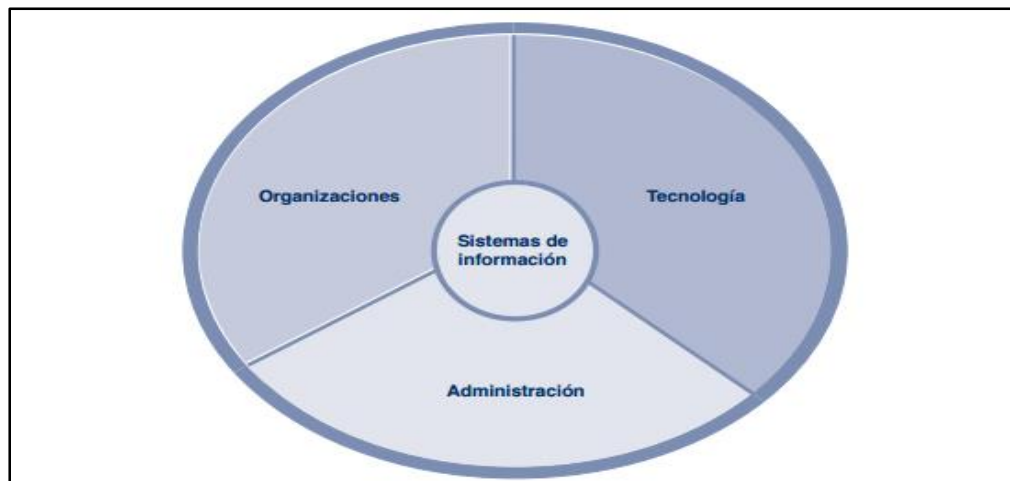 Organizaciones
Tecnología
Sistemas de
información
Administración